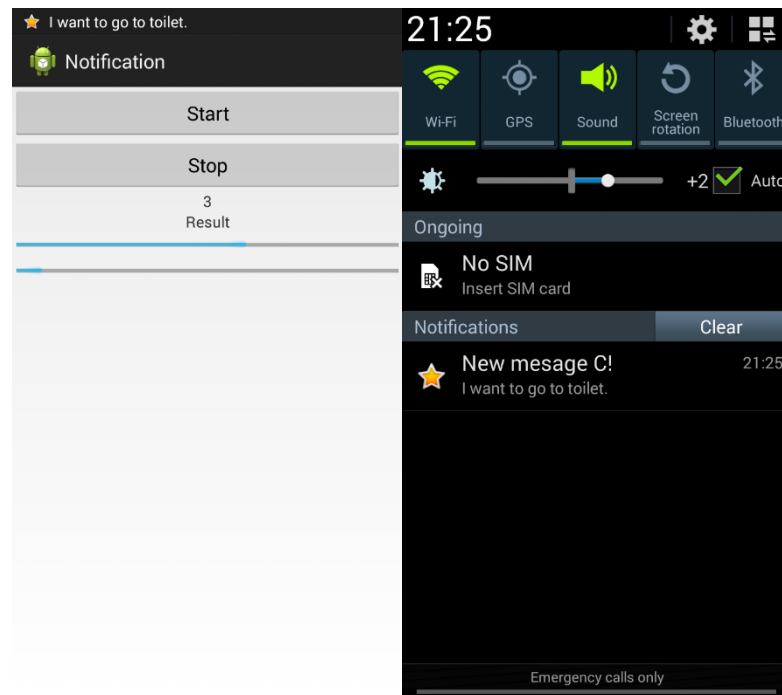 I want to go to toilet.
Notification
Start
Stop
3
Result
21:25
Wi-Fi
GPS
Sound
Screen
rotation
Bluetooth
+2
Auto
Ongoing
No SIM
Insert SIM card
Notifications
Clear
New mesage C!
21:25
I want to go to toilet.
Emergency calls only